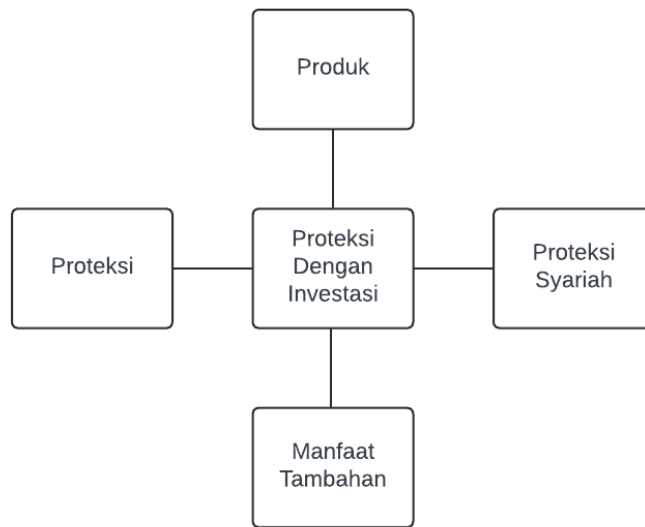 Produk
Proteksi
Proteksi
Dengan
Investasi
Proteksi
Syariah
Manfaat
Tambahan